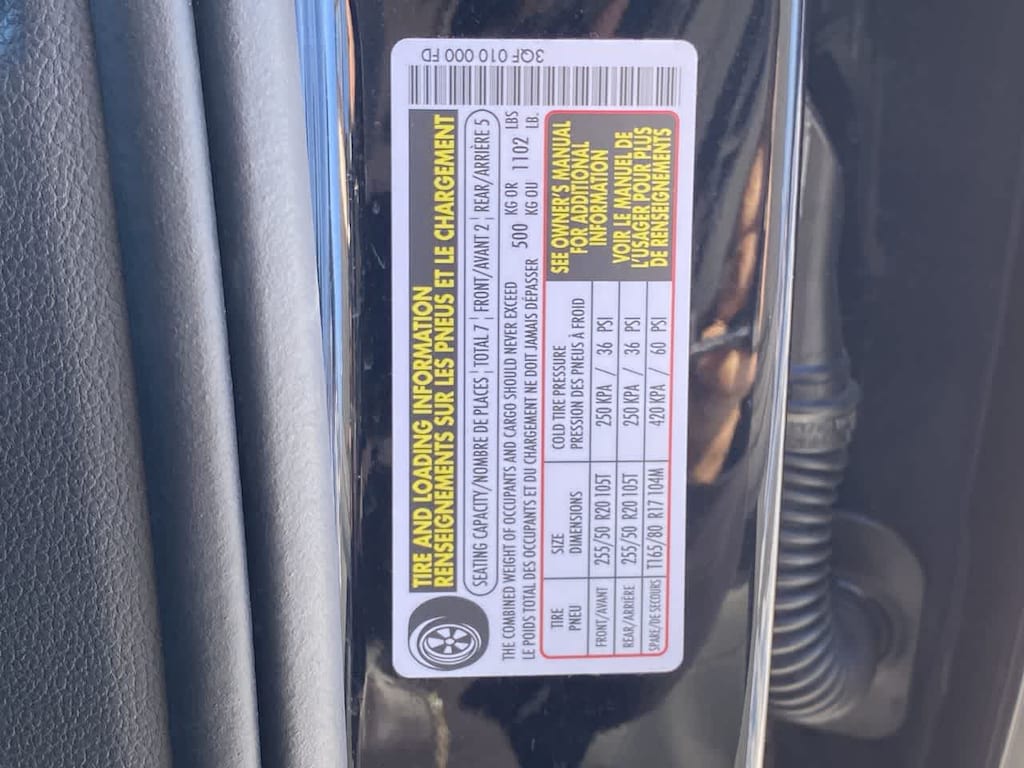 3QF 010 000 FD
TIRE AND LOADING INFORMATION
RENSEIGNEMENTS SUR LES PNEUS ET LE CHARGEMENT
SEATING CAPACITY/NOMBRE DE PLACES TOTAL 7 FRONT/AVANT 2 REAR/ARRIÈRE 5
THE COMBINED WEIGHT OF OCCUPANTS AND CARGO SHOULD NEVER EXCEED 500 KG OR 1102 LBS
LE POIDS TOTAL DES OCCUPANTS ET DU CHARGEMENT NE DOIT JAMAIS DÉPASSER KG OU LB.
TIRE SIZE COLD TIRE PRESSURE
PNEU DIMENSIONS PRESSION DES PNEUS À FROID
FRONT/AVANT 255/50 R20 105T 250 KPA / 36 PSI
REAR/ARRIÈRE 255/50 R20 105T 250 KPA / 36 PSI
SPARE/DE SECOURS T165/80 R17 104M 420 KPA / 60 PSI
SEE OWNER'S MANUAL
FOR ADDITIONAL
INFORMATION
VOIR LE MANUEL DE
L'USAGER POUR PLUS
DE RENSEIGNEMENTS